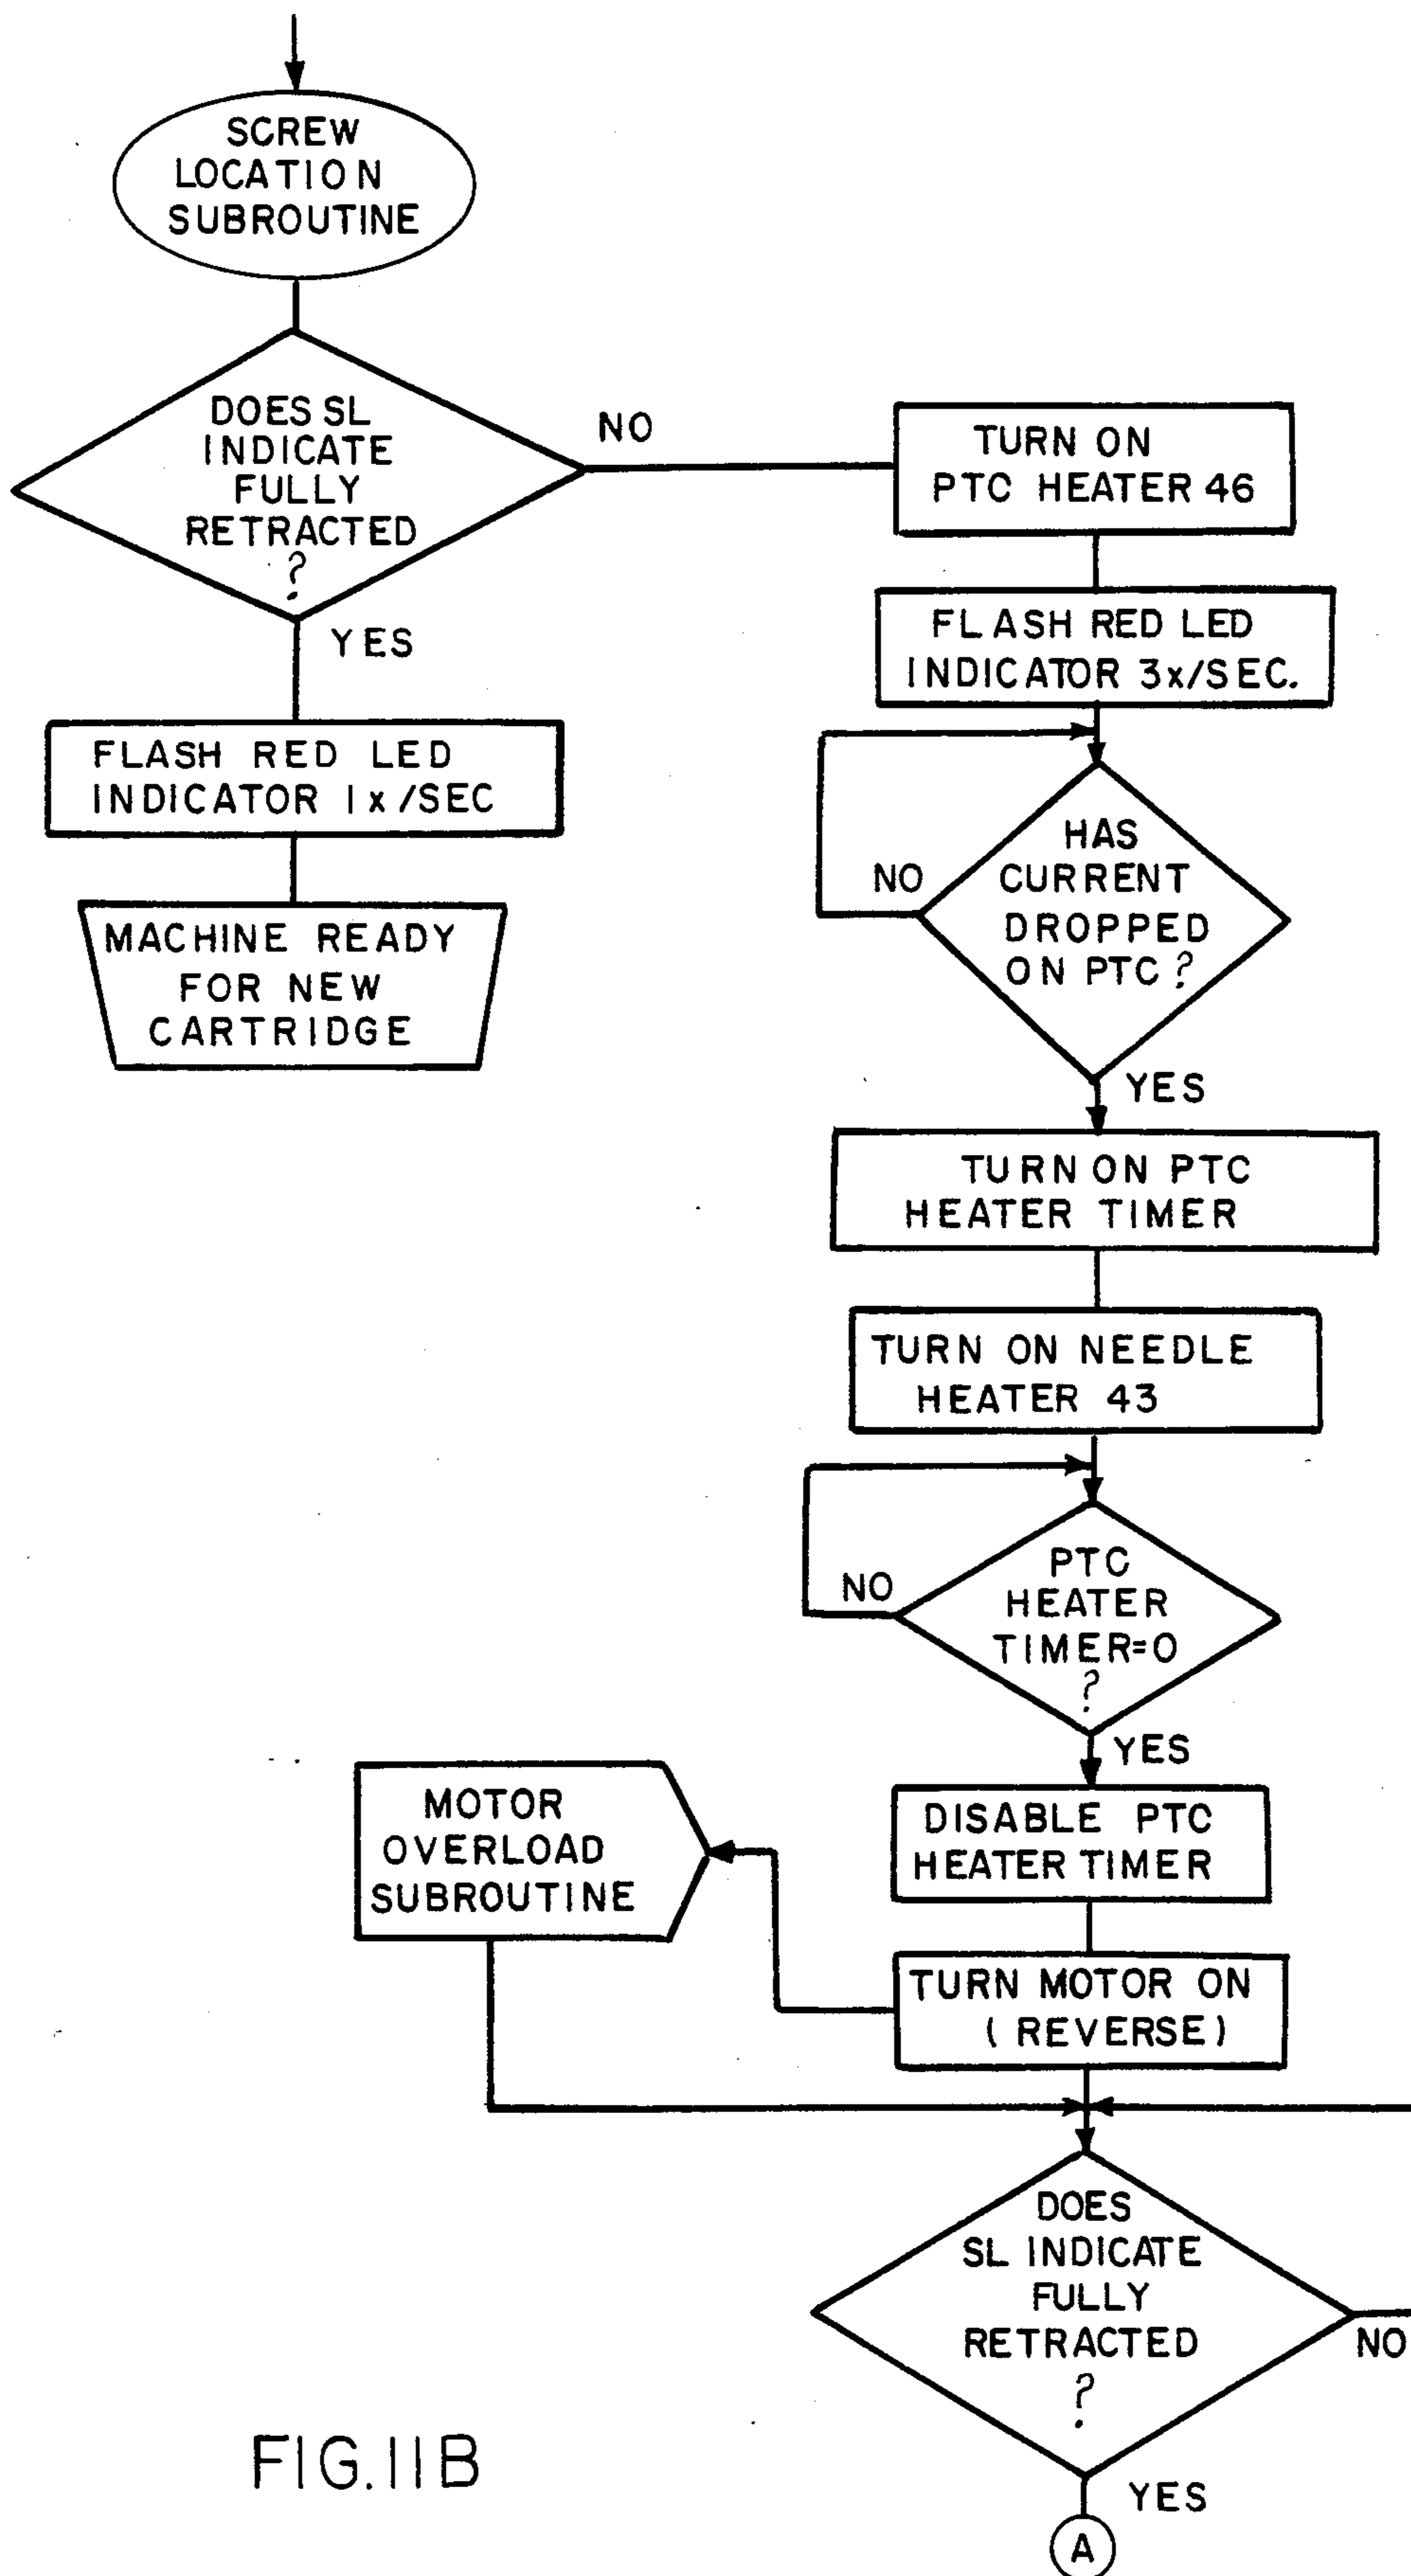 SCREW
LOCATION
SUBROUTINE
DOES SL
INDICATE
FULLY
RETRACTED
?
YES
FLASH RED LED
INDICATOR 1x/SEC
MACHINE READY
FOR NEW
CARTRIDGE
NO
TURN ON
PTC HEATER 46
FLASH RED LED
INDICATOR 3x/SEC.
HAS
CURRENT
DROPPED
ON PTC?
NO
YES
TURN ON PTC
HEATER TIMER
TURN ON NEEDLE
HEATER 43
PTC
HEATER
TIMER=0
?
NO
YES
DISABLE PTC
HEATER TIMER
TURN MOTOR ON
(REVERSE)
MOTOR
OVERLOAD
SUBROUTINE
DOES
SL INDICATE
FULLY
RETRACTED
?
NO
YES
A
FIG.11B